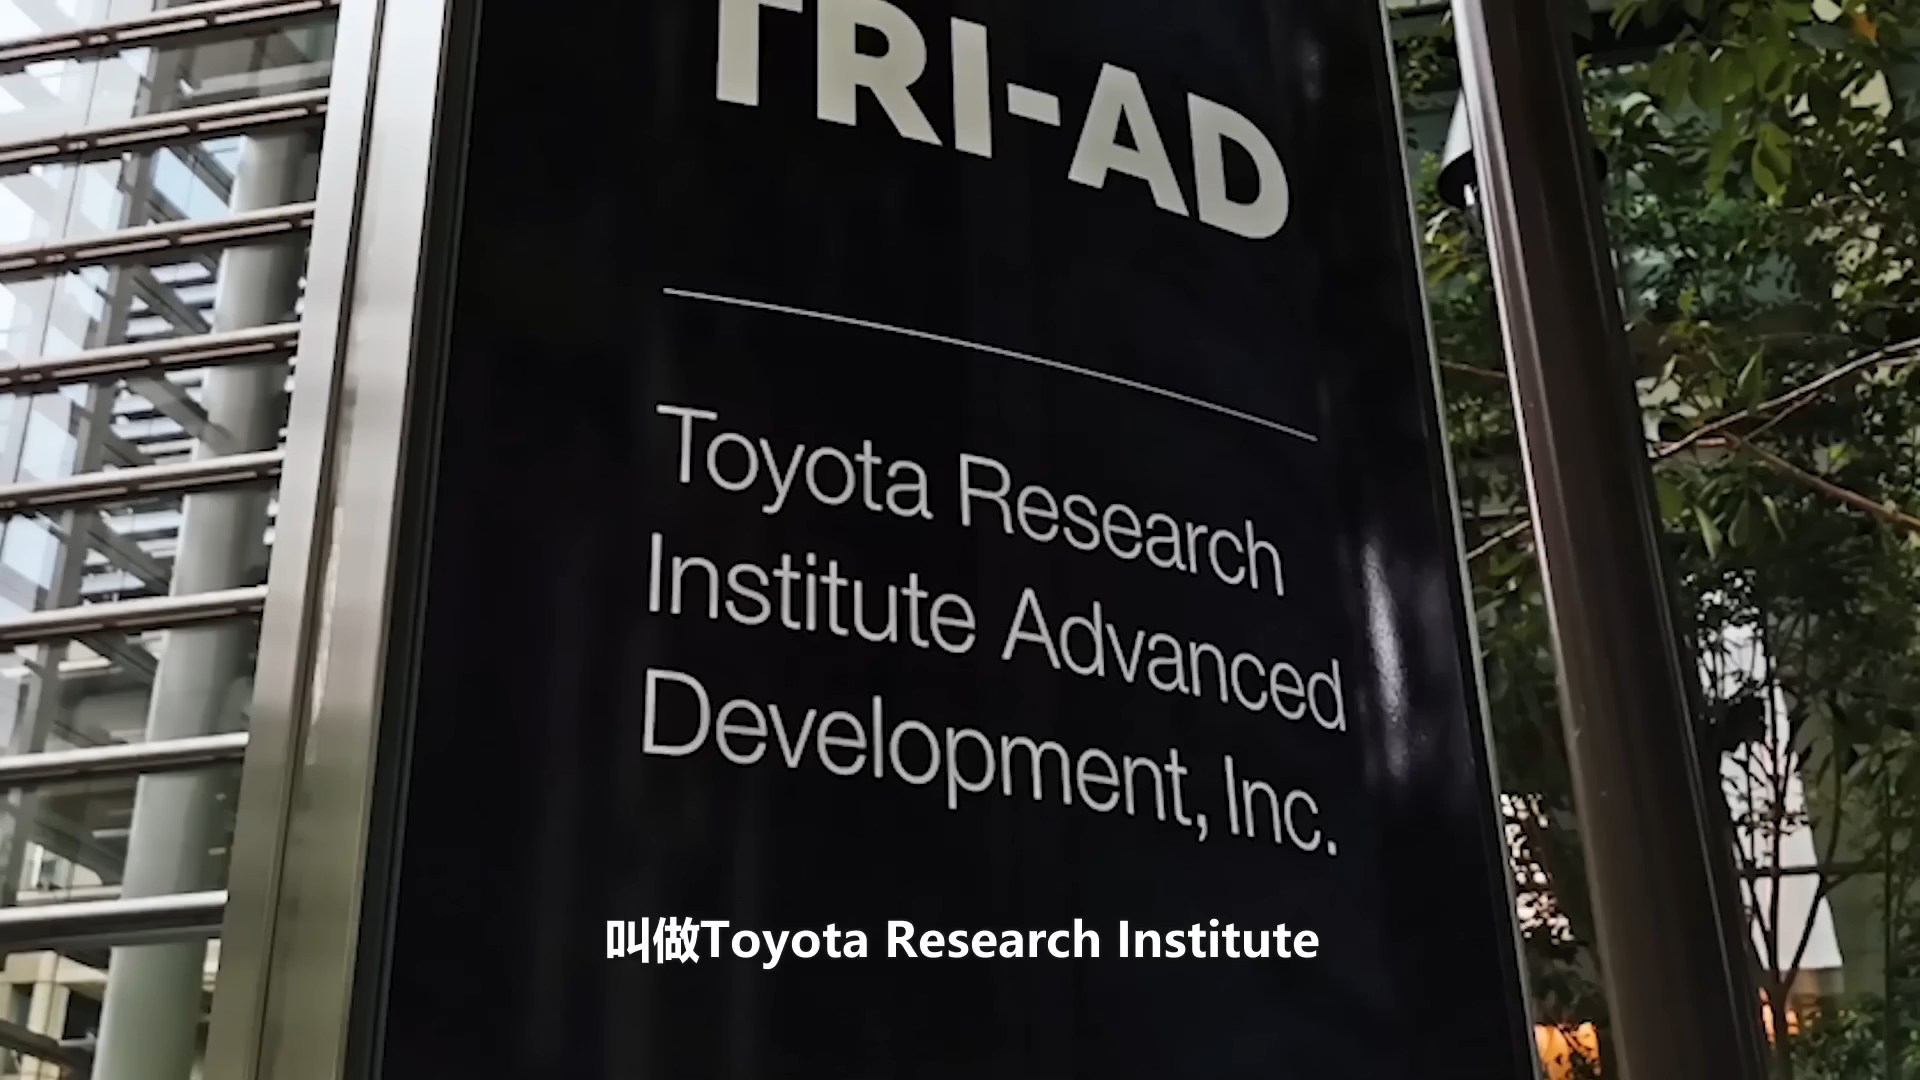 TRI-AD
Toyota Research
Institute Advanced
Development, Inc.
叫做Toyota Research Institute